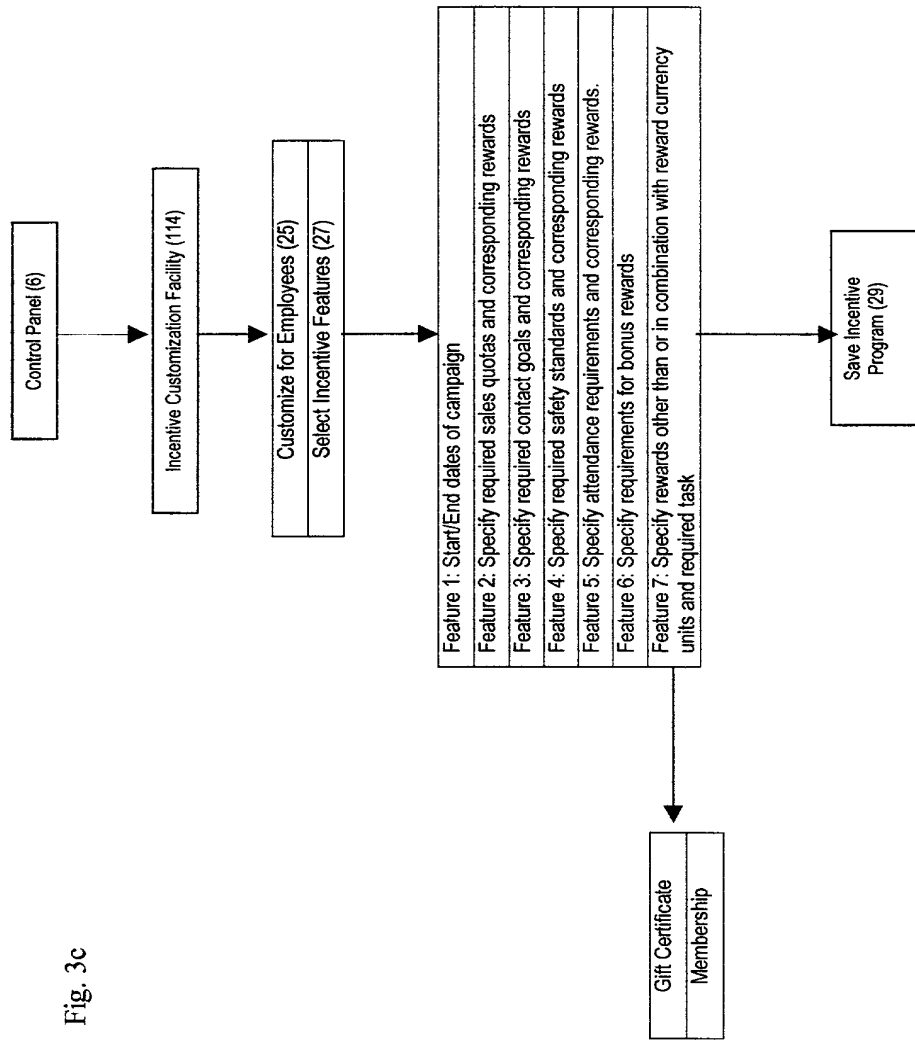 Fig. 3c
Control Panel (6)
Incentive Customization Facility (114)
Customize for Employees (25)
Select Incentive Features (27)
Feature 1: Start/End dates of campaign
Feature 2: Specify required sales quotas and corresponding rewards
Feature 3: Specify required contact goals and corresponding rewards
Feature 4: Specify required safety standards and corresponding rewards
Feature 5: Specify attendance requirements and corresponding rewards.
Feature 6: Specify requirements for bonus rewards
Feature 7: Specify rewards other than or in combination with reward currency
units and required task
Gift Certificate
Membership
Save Incentive
Program (29)